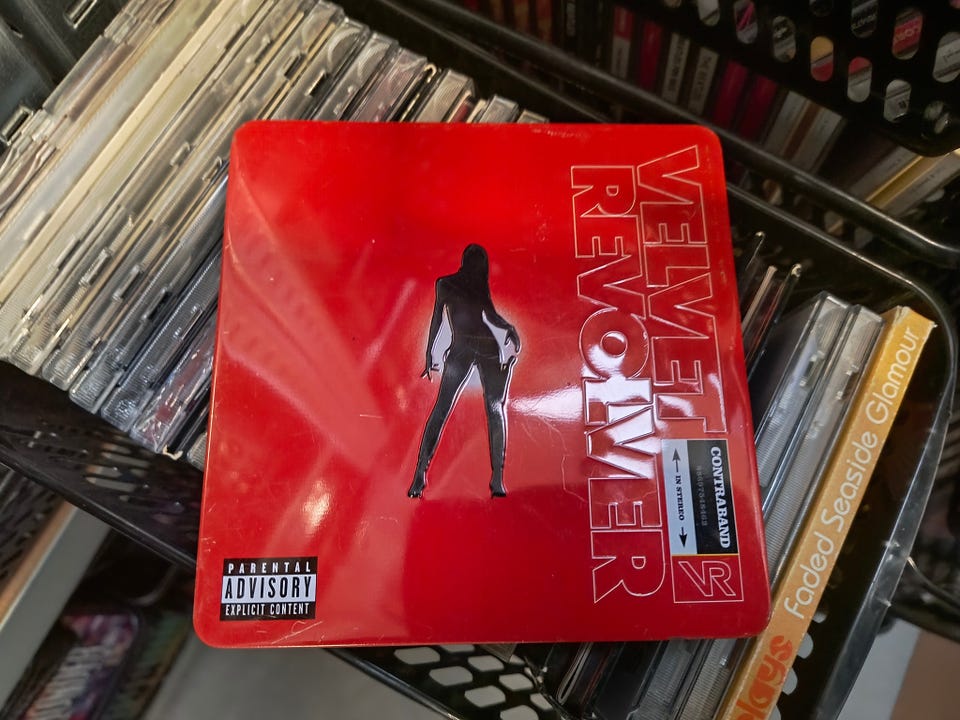 VELVET
REVOLVER
CONTRABAND
IN STEREO
VR
PARENTAL
ADVISORY
EXPLICIT CONTENT
Faded Seaside Glamour